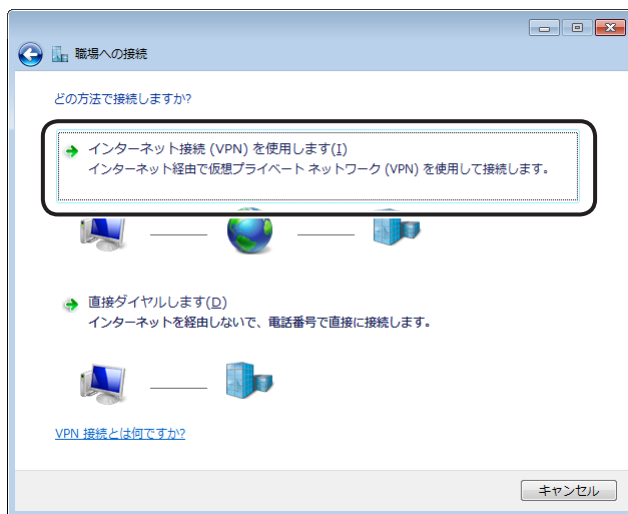 職場への接続
どの方法で接続しますか?
インターネット接続 (VPN) を使用します(I)
インターネット経由で仮想プライベート ネットワーク (VPN) を使用して接続します。
直接ダイヤルします(D)
インターネットを経由しないで、電話番号で直接に接続します。
VPN 接続とは何ですか?
キャンセル